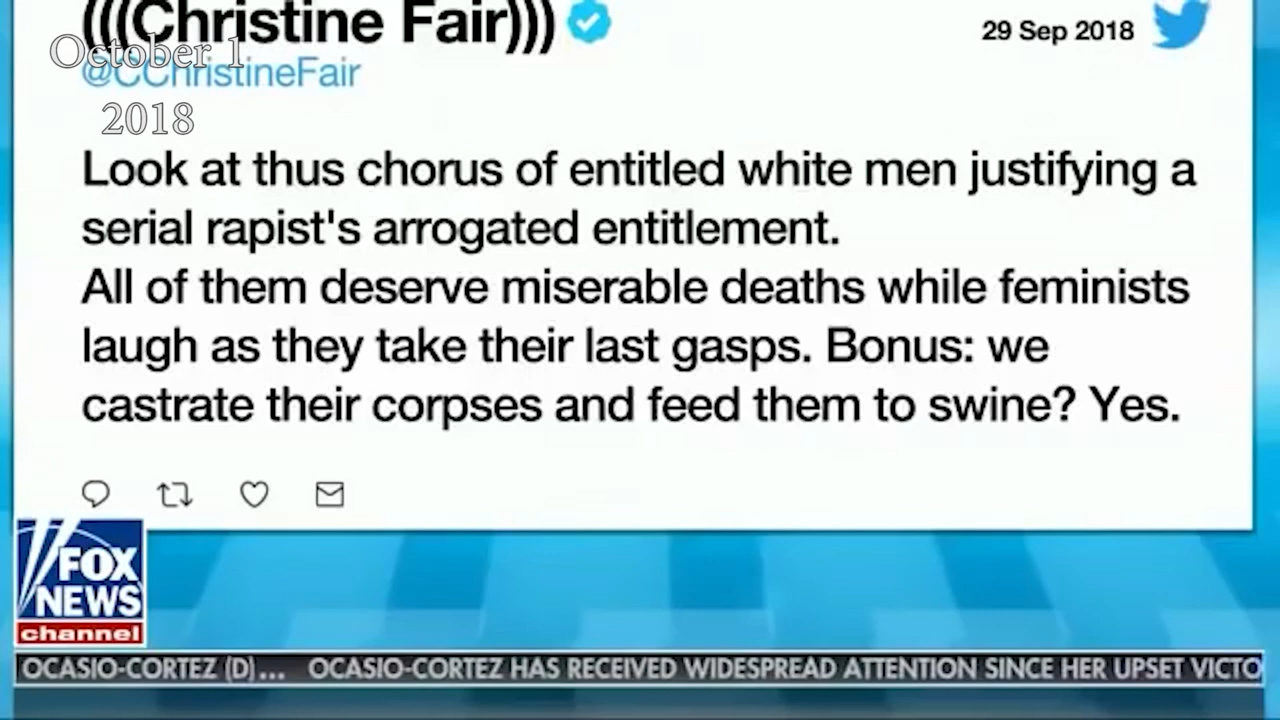 (((Christine Fair)))
29 Sep 2018
October 1
@CChristineFair
2018
Look at thus chorus of entitled white men justifying a
serial rapist's arrogated entitlement.
All of them deserve miserable deaths while feminists
laugh as they take their last gasps. Bonus: we
castrate their corpses and feed them to swine? Yes.
FOX
NEWS
channel
OCASIO-CORTEZ (D)... OCASIO-CORTEZ HAS RECEIVED WIDESPREAD ATTENTION SINCE HER UPSET VICTO